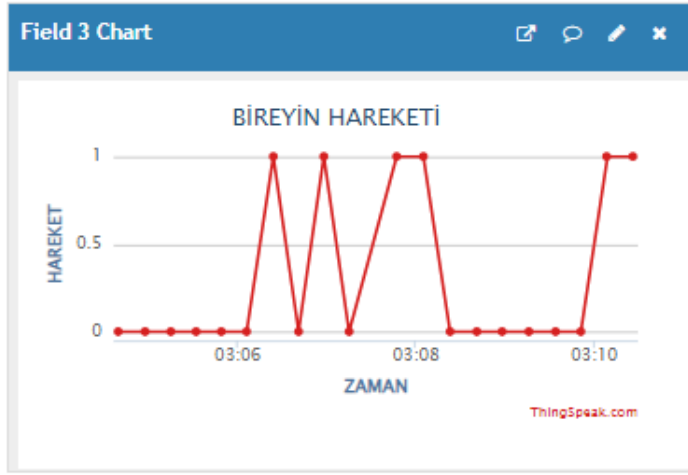 Field 3 Chart
BİREYİN HAREKETİ
1
0.5
0
HAREKET
03:06 03:08 03:10
ZAMAN
ThingSpeak.com